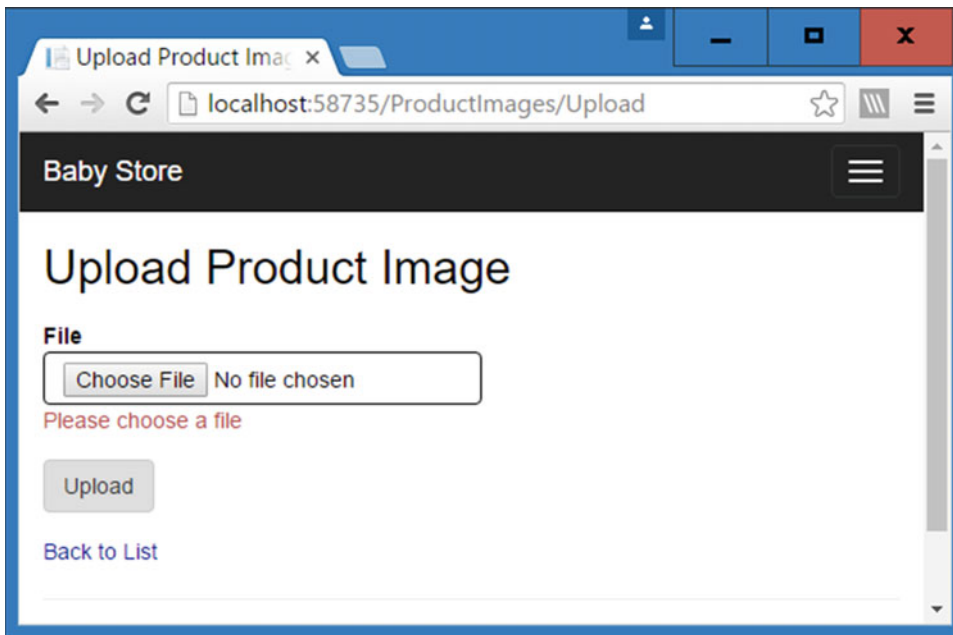 Upload Product Imag
localhost:58735/ProductImages/Upload
Baby Store
Upload Product Image
File
Choose File No file chosen
Please choose a file
Upload
Back to List